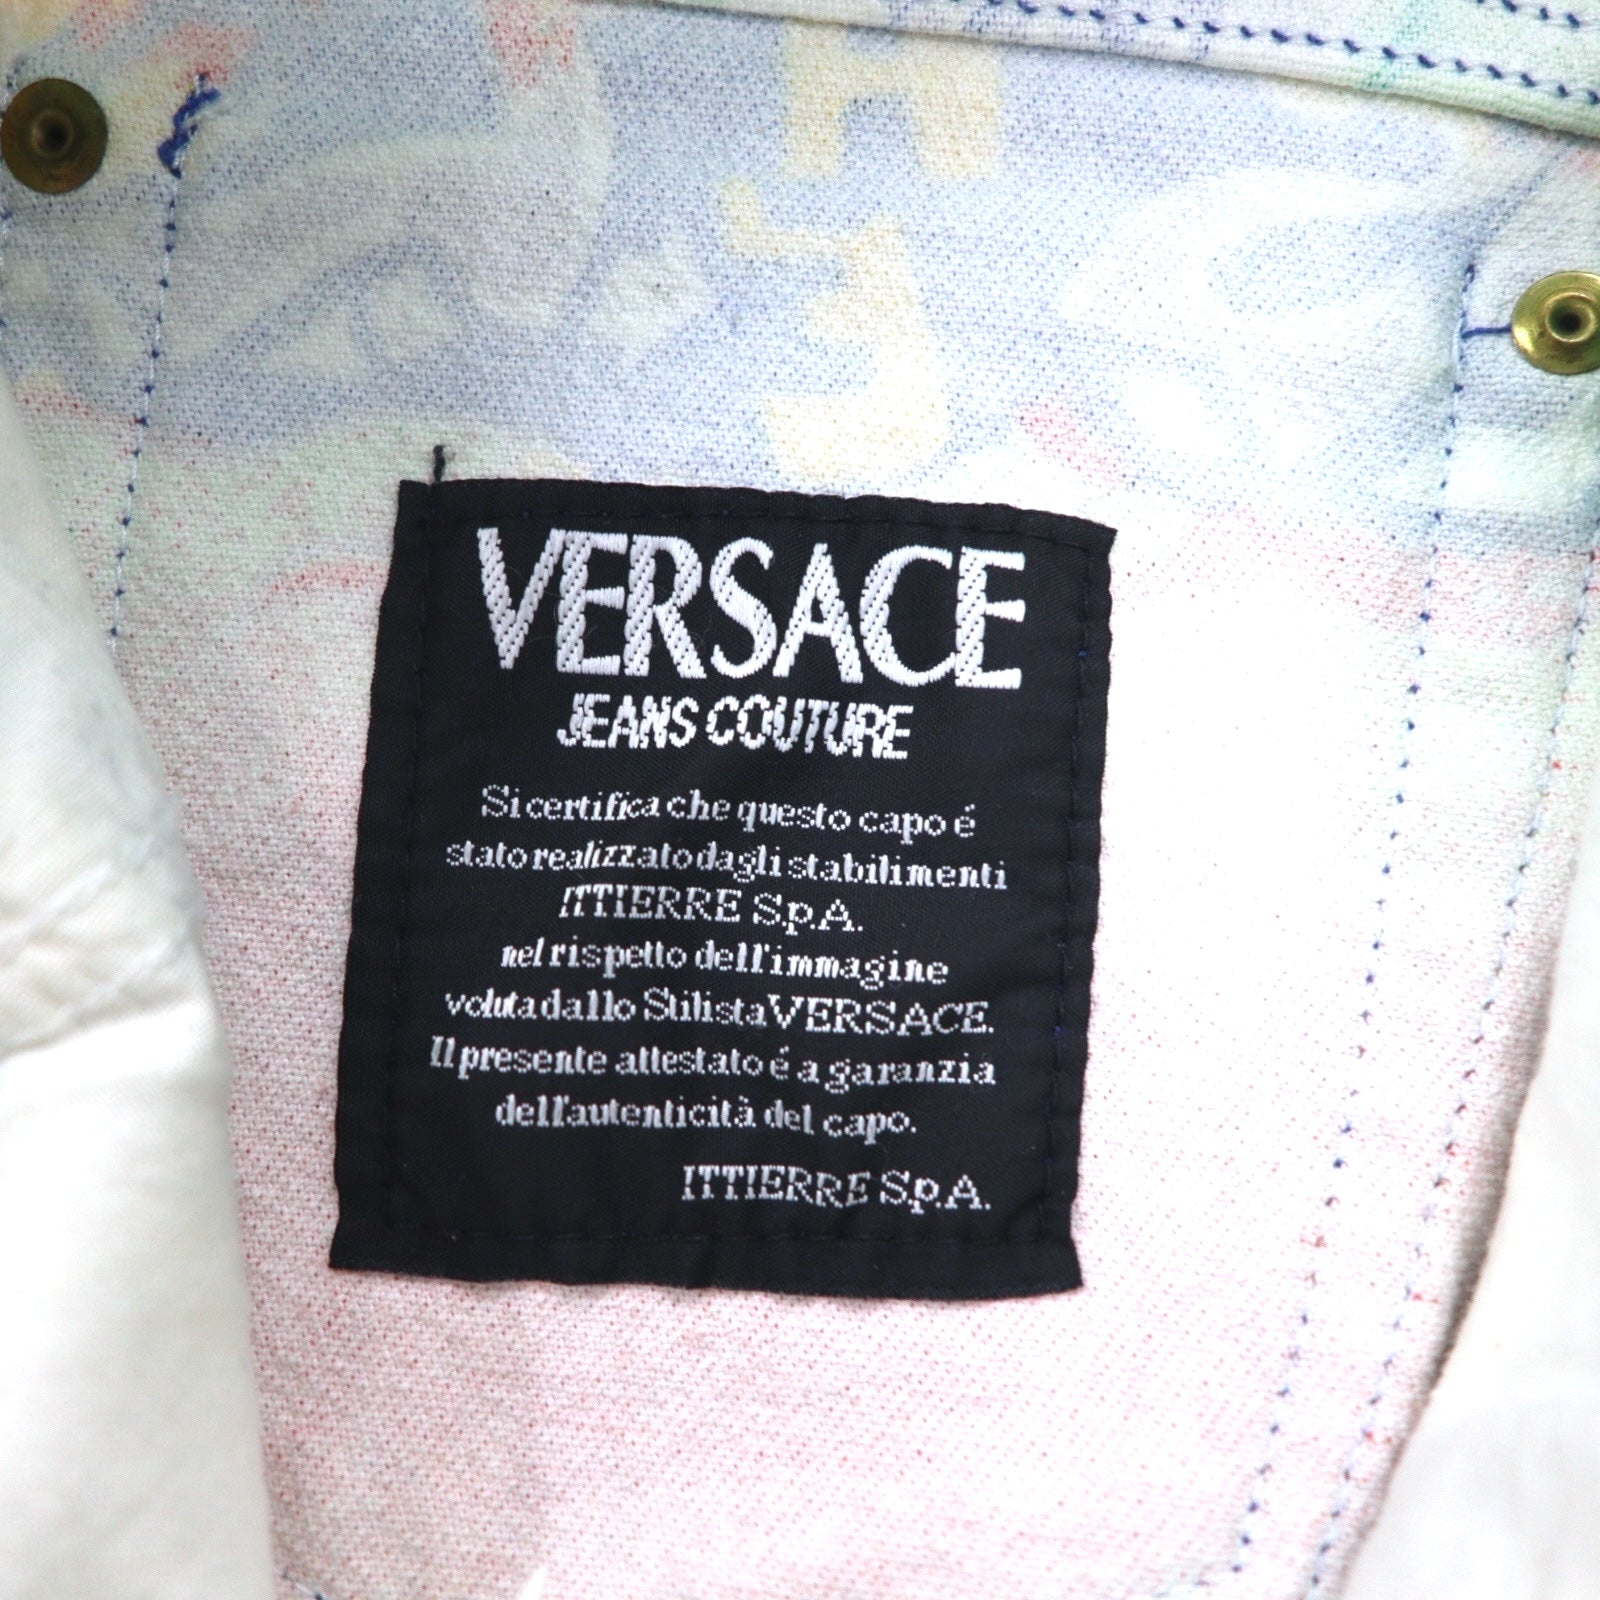 VERSACE
JEANS COUTURE
Si certifica che questo capo é
stato realizzato dagli stabilimenti
ITTIERRE S.p.A.
nel rispetto dell'immagine
voluta dallo Stilista VERSACE.
Il presente attestato é a garanzia
dell'autenticità del capo.
ITTIERRE S.p.A.